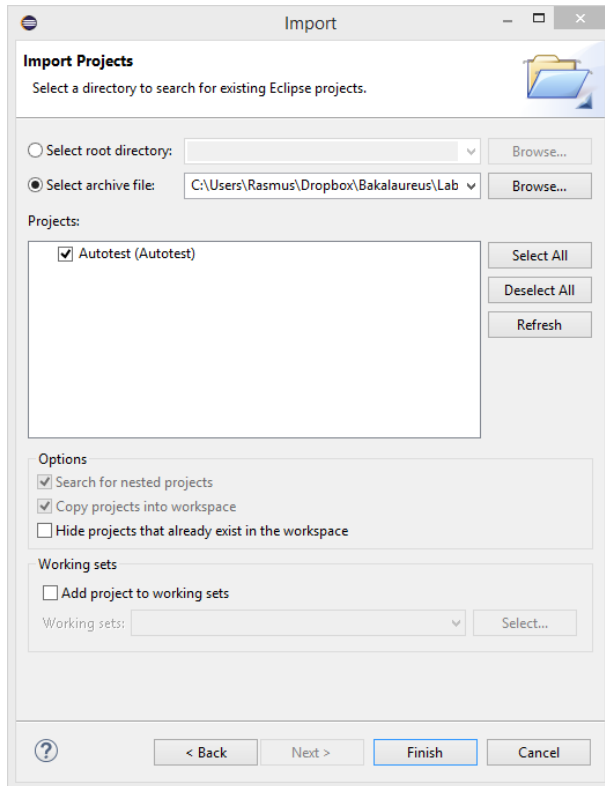 Import
Import Projects
Select a directory to search for existing Eclipse projects.
Select root directory:
Browse...
Select archive file:
C:\Users\Rasmus\Dropbox\Bakalaureus\Lab
Browse...
Projects:
Autotest (Autotest)
Select All
Deselect All
Refresh
Options
Search for nested projects
Copy projects into workspace
Hide projects that already exist in the workspace
Working sets
Add project to working sets
Working sets:
Select...
?
< Back
Next >
Finish
Cancel